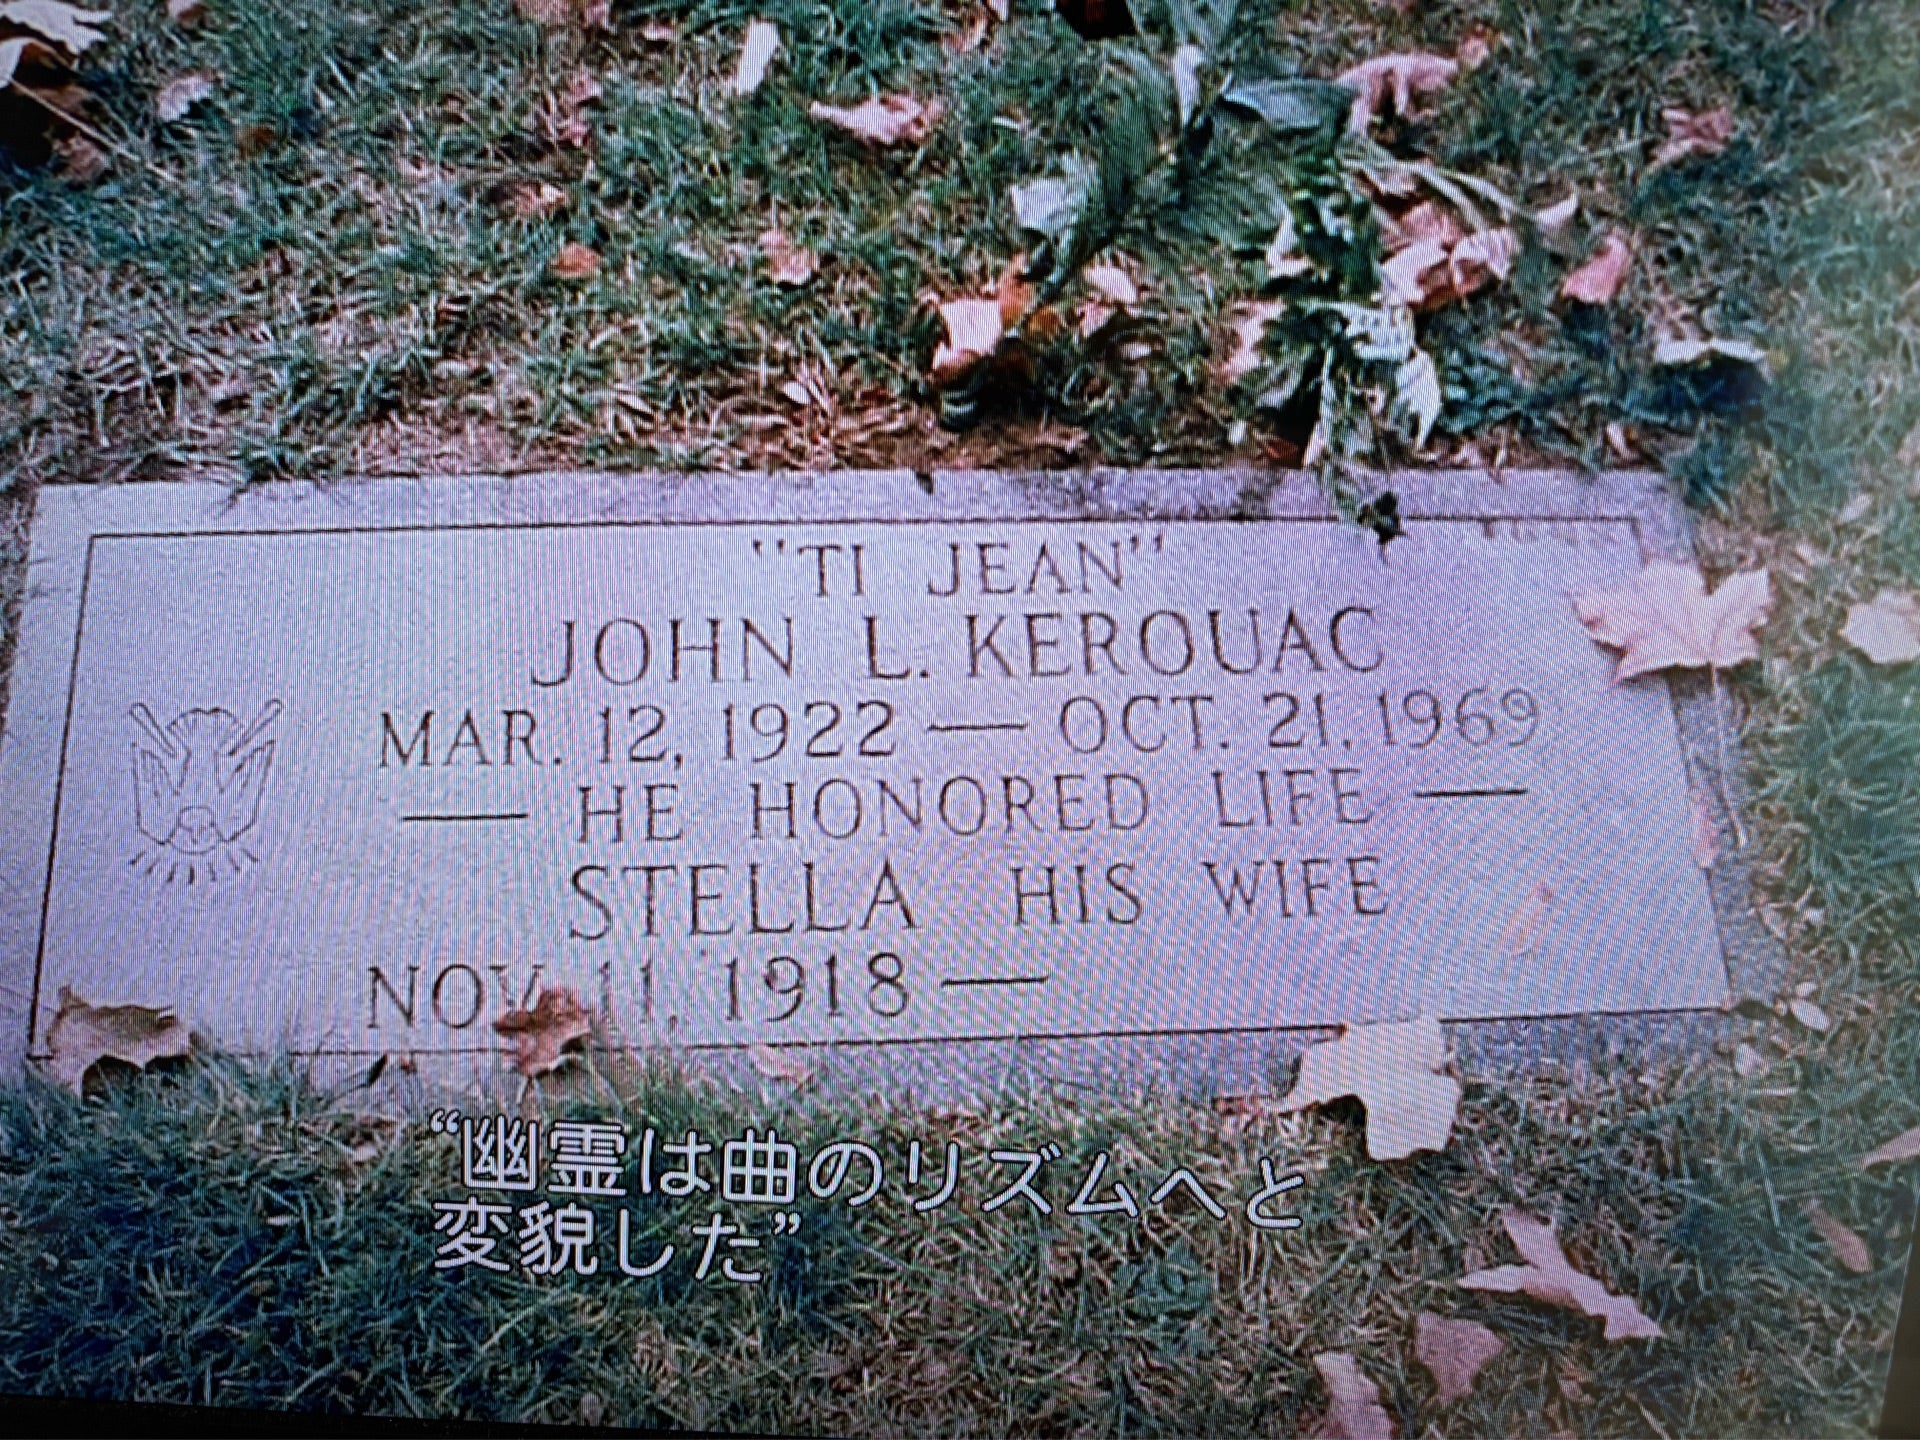 "TI JEAN"
JOHN L. KEROUAC
MAR. 12, 1922 — OCT. 21, 1969
— HE HONORED LIFE —
STELLA HIS WIFE
NOV. 11, 1918 —
“幽霊は曲のリズムへと
変貌した”